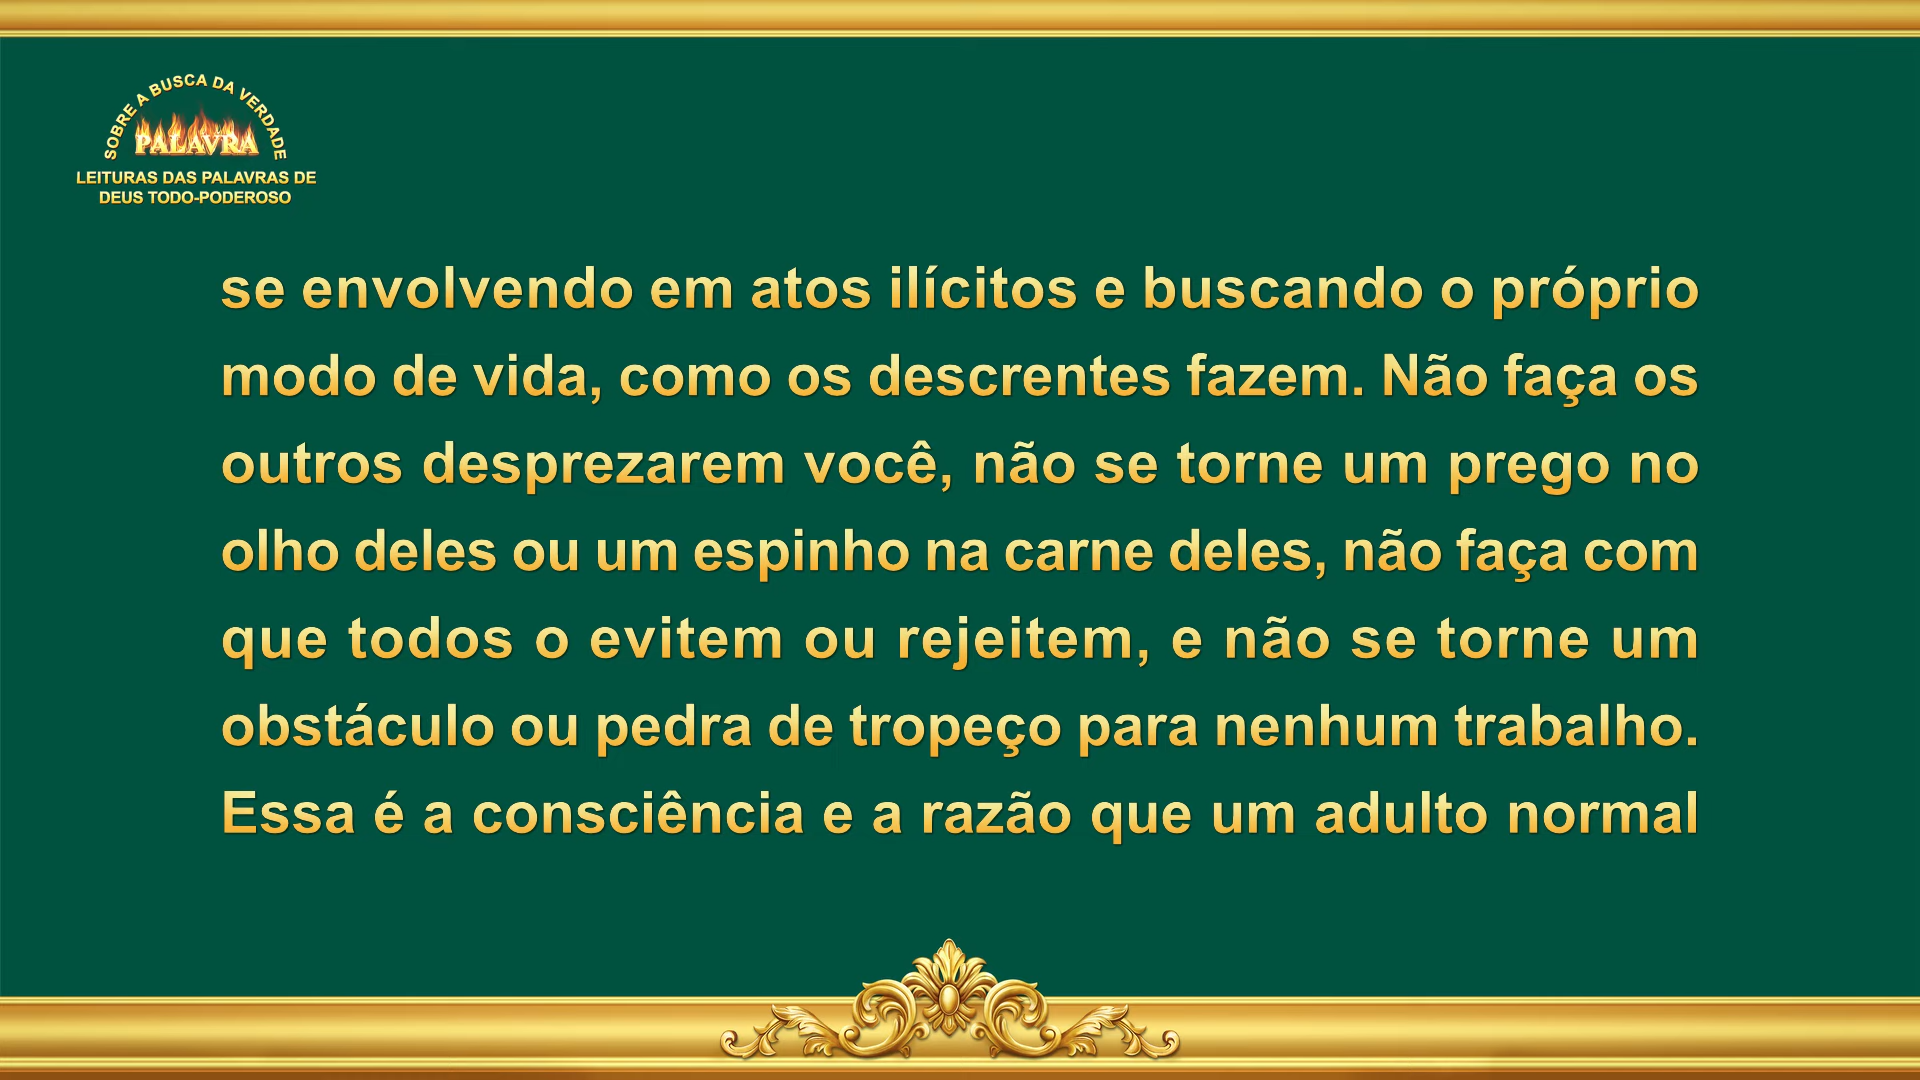 SOBRE A BUSCA DA VERDADE
PALAVRA
LEITURAS DAS PALAVRAS DE
DEUS TODO-PODEROSO
se envolvendo em atos ilícitos e buscando o próprio
modo de vida, como os descrentes fazem. Não faça os
outros desprezarem você, não se torne um prego no
olho deles ou um espinho na carne deles, não faça com
que todos o evitem ou rejeitem, e não se torne um
obstáculo ou pedra de tropeço para nenhum trabalho.
Essa é a consciência e a razão que um adulto normal